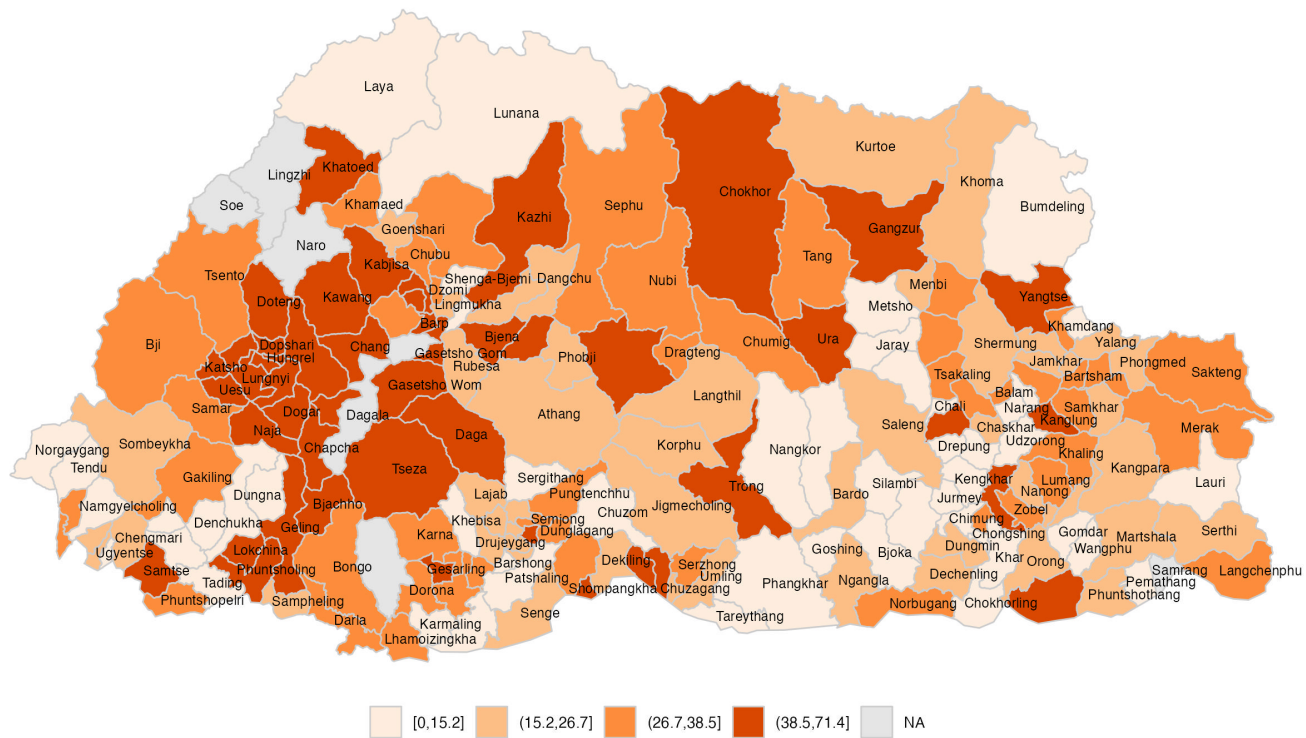 Laya
Lunana
Kurtoe
Khatoed
Lingzhi
Khoma
Chokhor
Soe
Khamaed
Sephu
Bumdeling
Kazhi
Goenshari
Gangzur
Naro
Chubu
Tang
Kabjisa
Tsento
Shenga-Bjemi
Dangchu
Nubi
Menbi
Dzomi
Kawang
Yangtse
Doteng
Lingmukha
Metsho
Barp
Khamdang
Bjena
Ura
Chumig
Yalang
Bji
Dopshari
Chang
Jaray
Shermung
Gasetsho Gom
Dragteng
Hungrel
Phobji
Jamkhar
Phongmed
Katsho
Rubesa
Sakteng
Lungnyi
Tsakaling
Bartsham
Uesu
Gasetsho Wom
Balam
Langthil
Samar
Chali
Narang
Samkhar
Dogar
Dagala
Athang
Kanglung
Saleng
Chaskhar
Merak
Naja
Daga
Udzorong
Sombeykha
Korphu
Drepung
Chapcha
Nangkor
Norgaygang
Khaling
Tendu
Tseza
Kangpara
Gakiling
Sergithang
Kengkhar
Lumang
Trong
Silambi
Lauri
Dungna
Lajab
Pungtenchhu
Bardo
Nanong
Jurmey
Namgyelcholing
Bjachho
Jigmecholing
Zobel
Chuzom
Khebisa
Semjong
Chimung
Denchukha
Geling
Dunglagang
Gomdar
Serthi
Karna
Chongshing
Chengmari
Drujeygang
Martshala
Dungmin
Wangphu
Ugyentse
Lokchina
Goshing
Bjoka
Khar
Barshong
Dekiling
Orong
Serzhong
Samtse
Phuntsholing
Bongo
Gesarling
Samrang
Langchenphu
Patshaling
Umling
Dechenling
Tading
Phangkhar
Ngangla
Pemathang
Dorona
Shompangkha
Chuzagang
Phuntshothang
Phuntshopelri
Sampheling
Norbugang
Chokhorling
Senge
Darla
Karmaling
Tareythang
Lhamoizingkha
[0,15.2]
(15.2,26.7]
(26.7,38.5]
(38.5,71.4]
NA